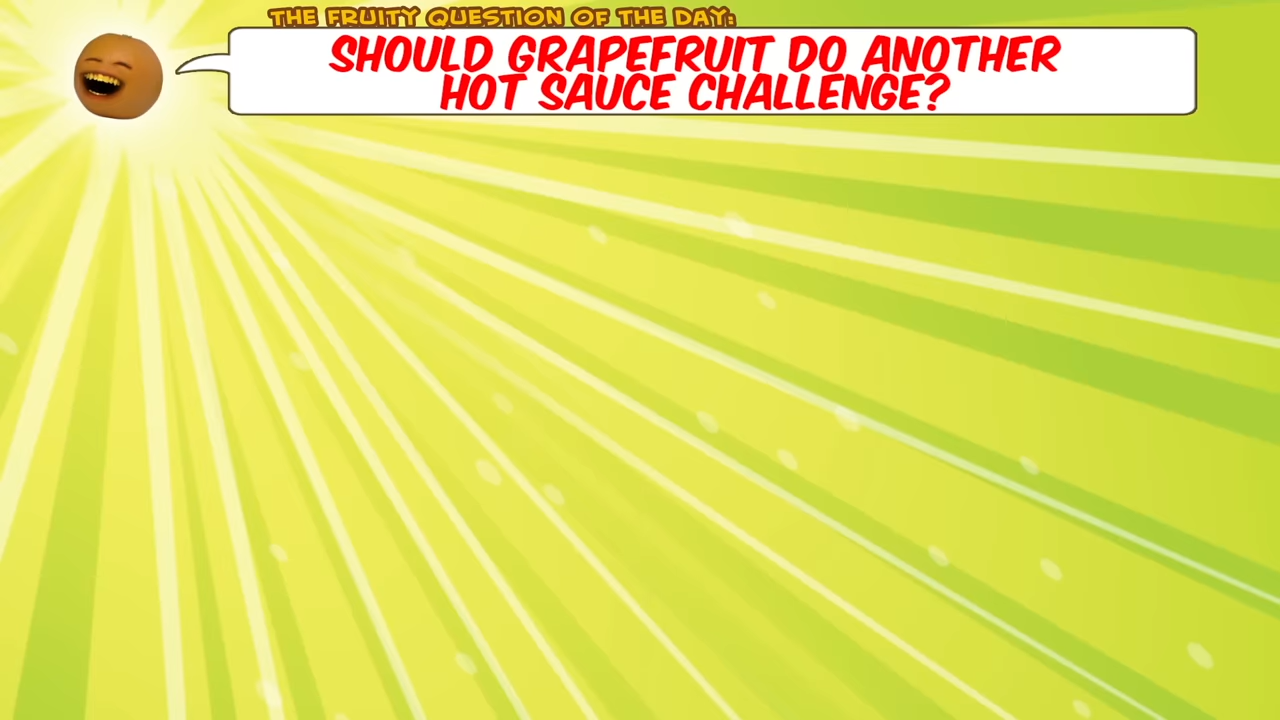 THE FRUITY QUESTION OF THE DAY:
SHOULD GRAPEFRUIT DO ANOTHER
HOT SAUCE CHALLENGE?